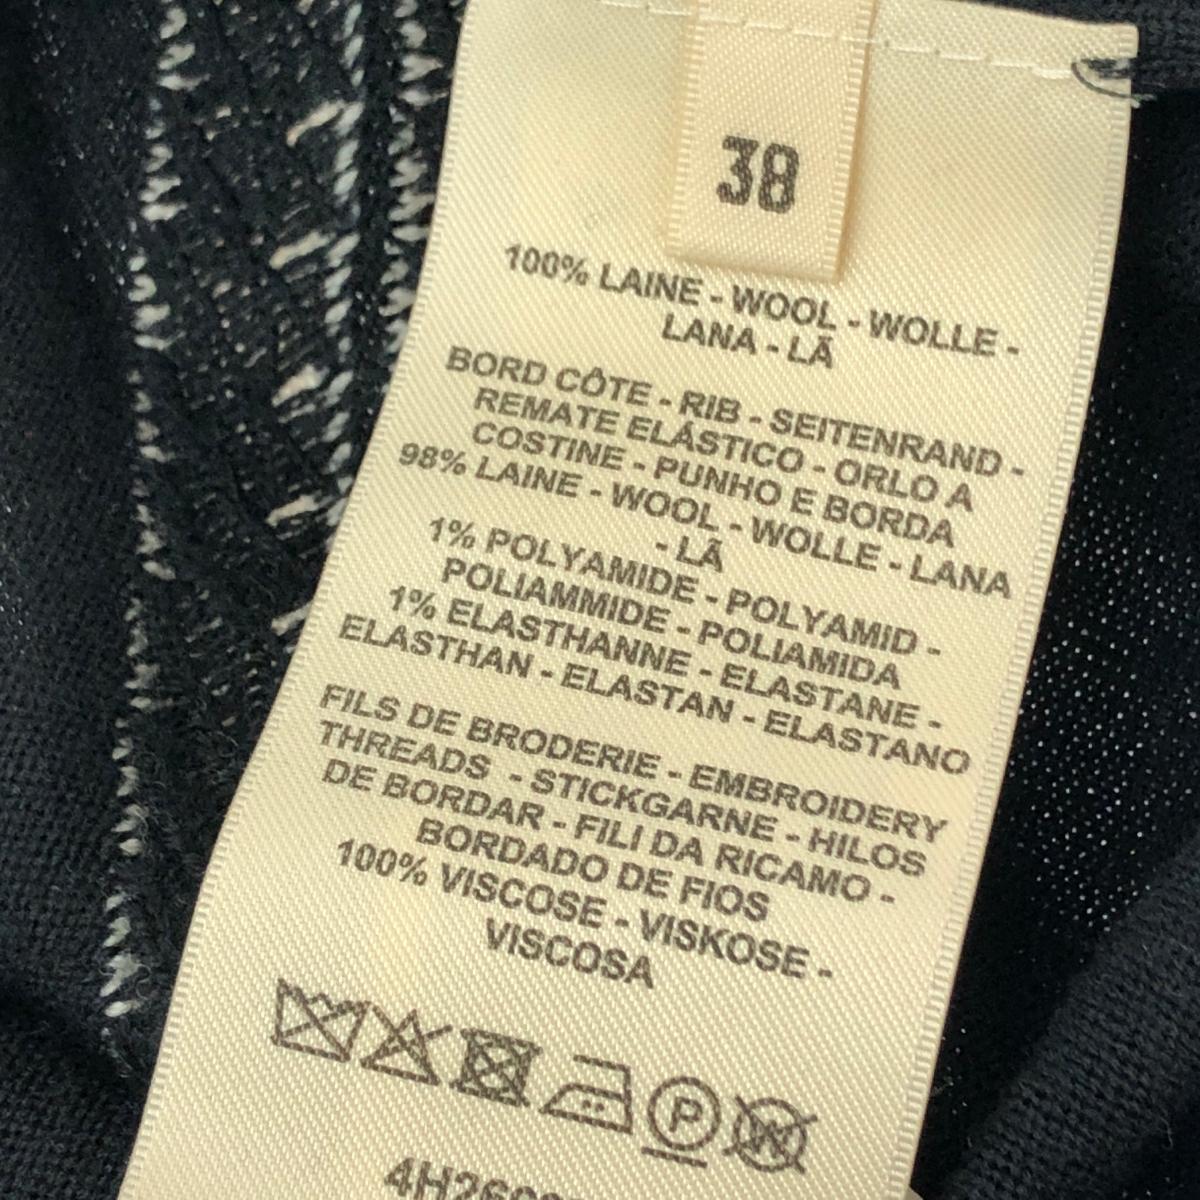 38
100% LAINE - WOOL - WOLLE -
LANA - LÃ
BORD CÔTE - RIB - SEITENRAND -
REMATE ELÁSTICO - ORLO A
COSTINE - PUNHO E BORDA
98% LAINE - WOOL - WOLLE - LANA
- LÃ
1% POLYAMIDE - POLYAMID -
POLIAMMIDE - POLIAMIDA
1% ELASTHANNE - ELASTANE -
ELASTHAN - ELASTAN - ELASTANO
FILS DE BRODERIE - EMBROIDERY
THREADS - STICKGARNE - HILOS
DE BORDAR - FILI DA RICAMO -
BORDADO DE FIOS
100% VISCOSE - VISKOSE -
VISCOSA
P W